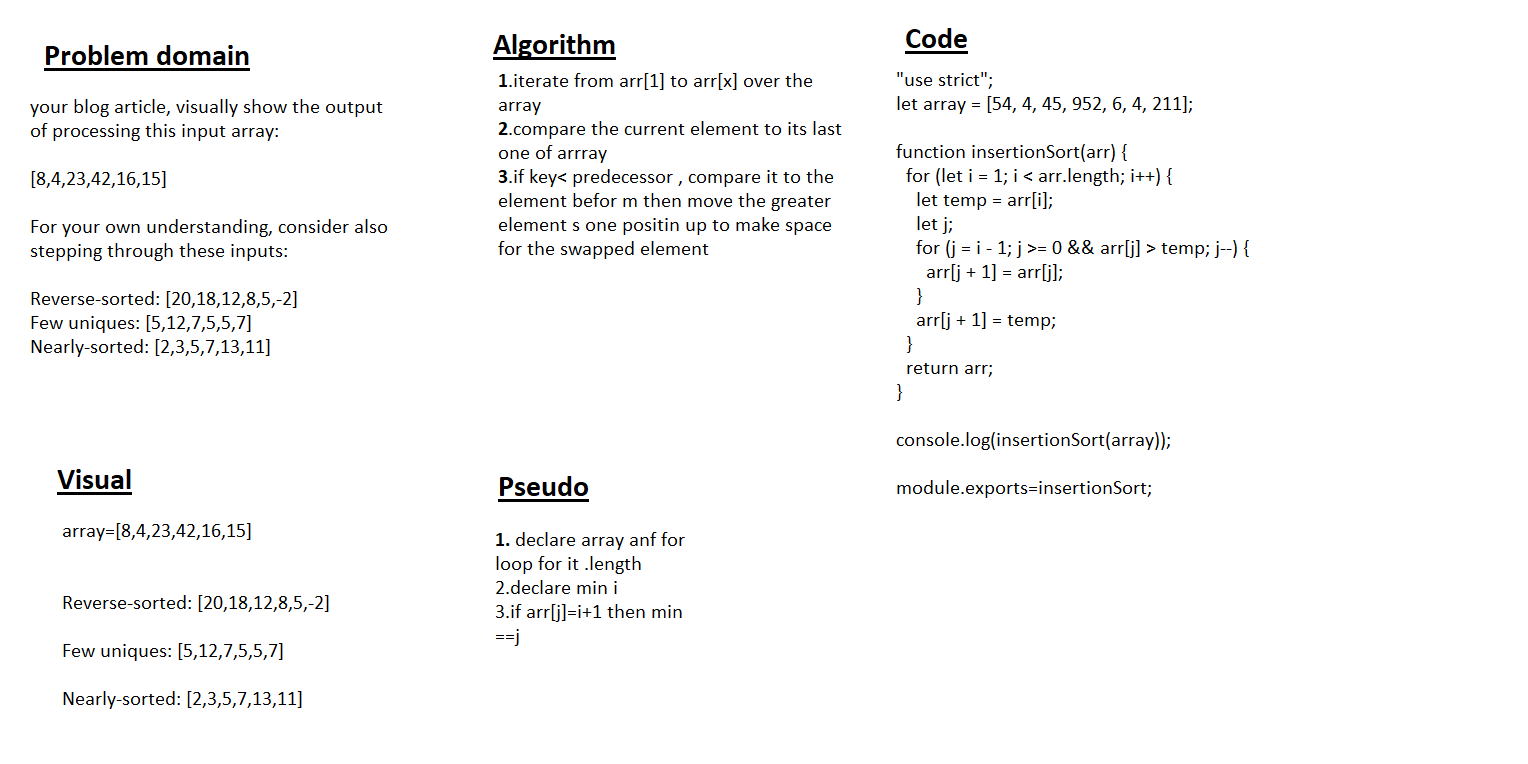 Problem domain
your blog article, visually show the output
of processing this input array:
[8,4,23,42,16,15]
For your own understanding, consider also
stepping through these inputs:
Reverse-sorted: [20,18,12,8,5,-2]
Few uniques: [5,12,7,5,5,7]
Nearly-sorted: [2,3,5,7,13,11]
Visual
array=[8,4,23,42,16,15]
Reverse-sorted: [20,18,12,8,5,-2]
Few uniques: [5,12,7,5,5,7]
Nearly-sorted: [2,3,5,7,13,11]
Algorithm
1.iterate from arr[1] to arr[x] over the
array
2.compare the current element to its last
one of arrray
3.if key< predecessor , compare it to the
element befor m then move the greater
element s one positin up to make space
for the swapped element
Pseudo
1. declare array anf for
loop for it .length
2.declare min i
3.if arr[j]=i+1 then min
==j
Code
"use strict";
let array = [54, 4, 45, 952, 6, 4, 211];
function insertionSort(arr) {
for (let i = 1; i < arr.length; i++) {
let temp = arr[i];
let j;
for (j = i - 1; j >= 0 && arr[j] > temp; j--) {
arr[j + 1] = arr[j];
}
arr[j + 1] = temp;
}
return arr;
}
console.log(insertionSort(array));
module.exports=insertionSort;